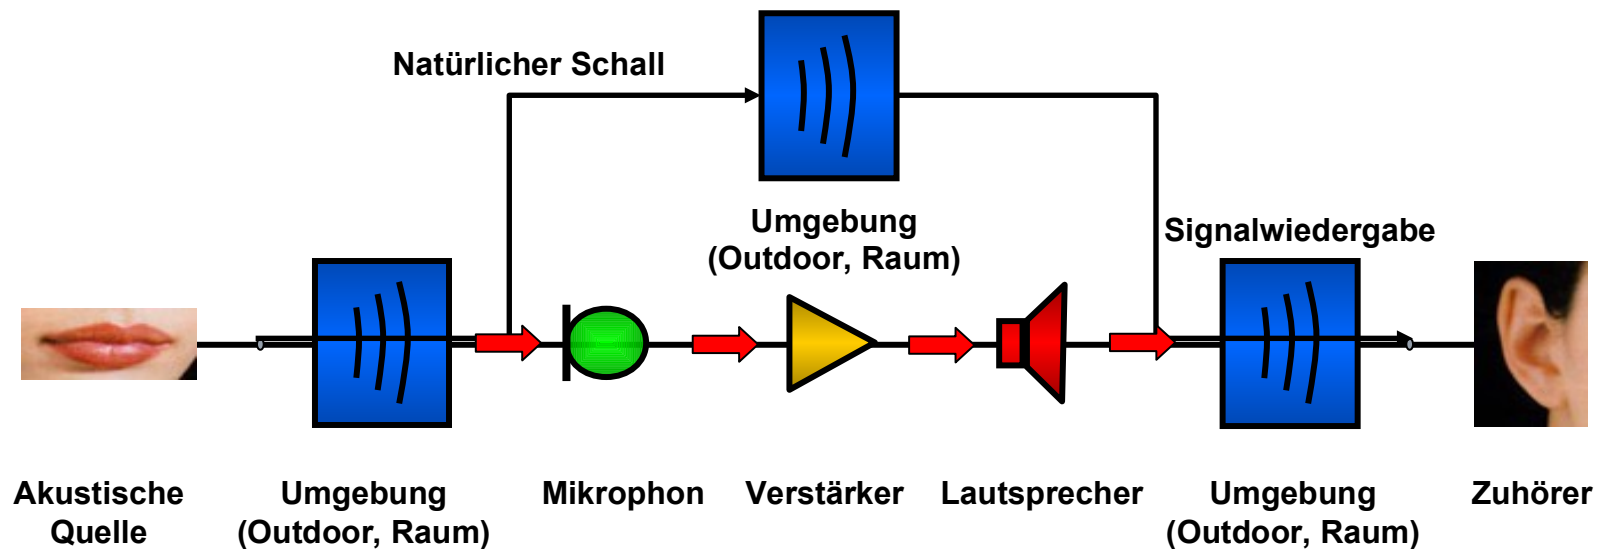 Natürlicher Schall
Umgebung
(Outdoor, Raum)
Signalwiedergabe
Akustische
Quelle
Umgebung
(Outdoor, Raum)
Mikrophon
Verstärker
Lautsprecher
Umgebung
(Outdoor, Raum)
Zuhörer